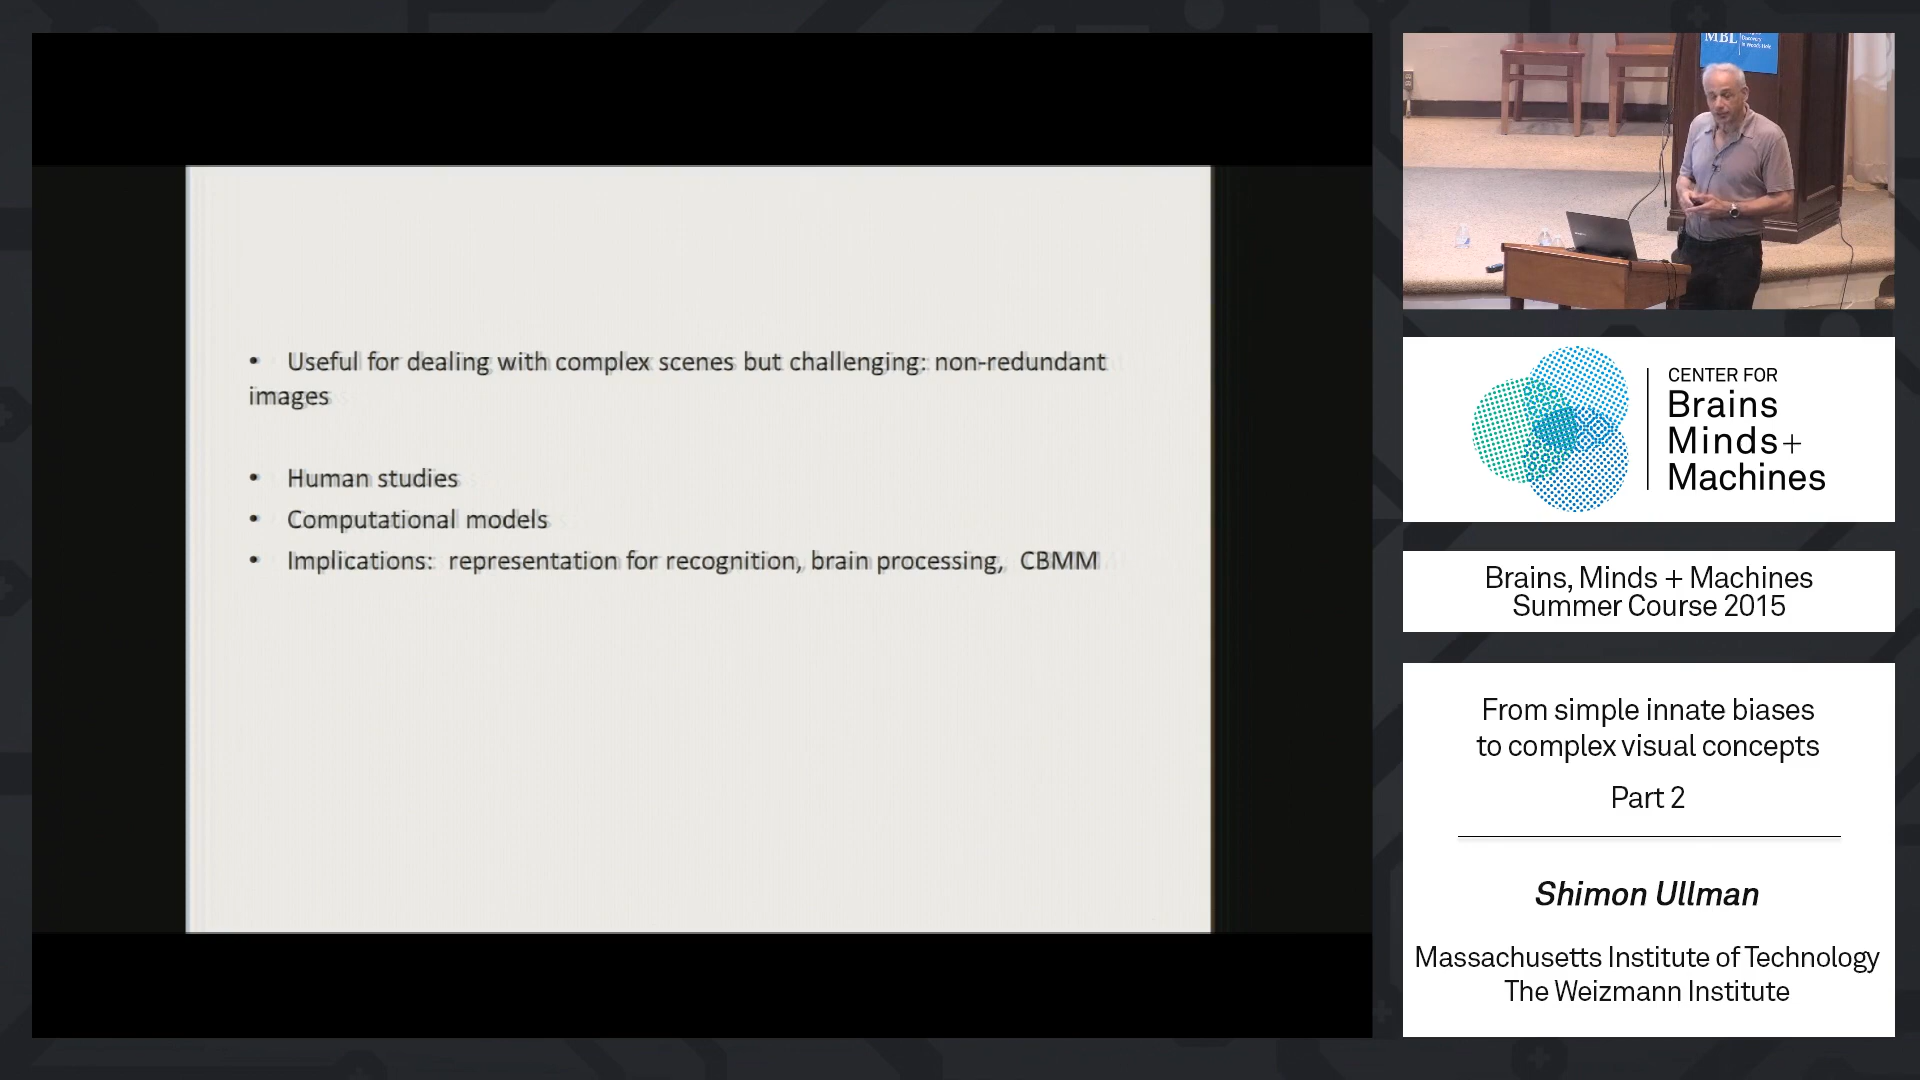 • Useful for dealing with complex scenes but challenging: non-redundant
images
• Human studies
• Computational models
• Implications: representation for recognition, brain processing, CBMM
MBL
CENTER FOR
Brains
Minds+
Machines
Brains, Minds + Machines
Summer Course 2015
From simple innate biases
to complex visual concepts
Part 2
Shimon Ullman
Massachusetts Institute of Technology
The Weizmann Institute